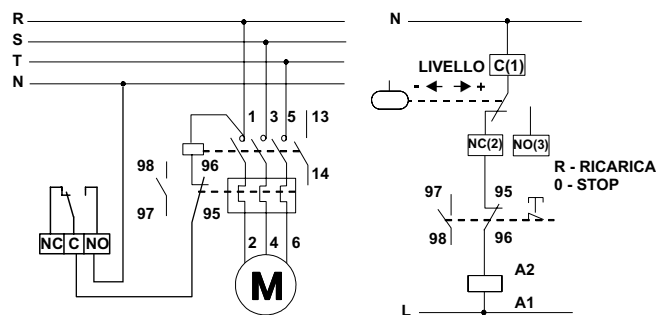 R
S
T
N
1 3 5 13
98 96
14
97 95
NC C NO
2 4 6
M
N
LIVELLO C(1)
- +
NC(2) NO(3)
R - RICARICA
0 - STOP
97 95
98 96
A2
L A1